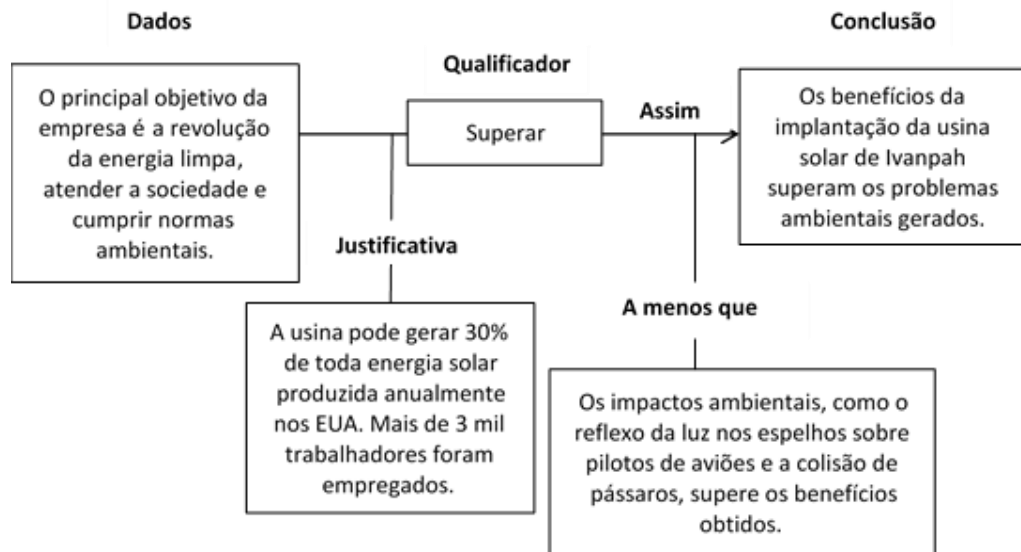 Dados
Conclusão
Qualificador
O principal objetivo da
empresa é a revolução
da energia limpa,
atender a sociedade e
cumprir normas
ambientais.
Superar
Assim
Os benefícios da
implantação da usina
solar de Ivanpah
superam os problemas
ambientais gerados.
Justificativa
A menos que
A usina pode gerar 30%
de toda energia solar
produzida anualmente
nos EUA. Mais de 3 mil
trabalhadores foram
empregados.
Os impactos ambientais, como o
reflexo da luz nos espelhos sobre
pilotos de aviões e a colisão de
pássaros, supere os benefícios
obtidos.